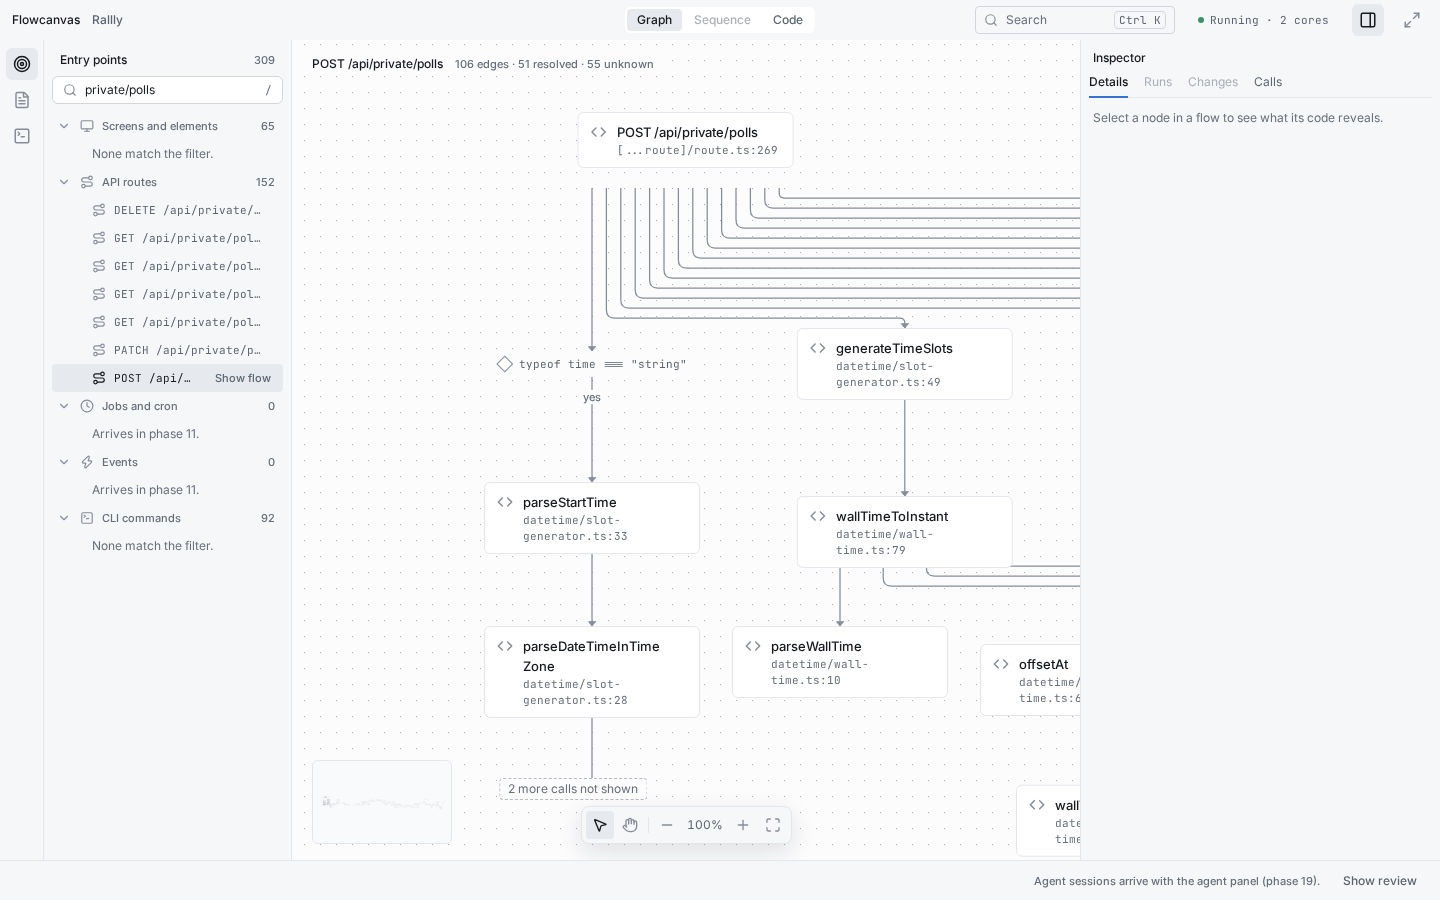 Flowcanvas Rallly
Graph Sequence Code
Search Ctrl K
Running · 2 cores
Entry points 309
private/polls /
Screens and elements 65
None match the filter.
API routes 152
DELETE /api/private/…
GET /api/private/pol…
GET /api/private/pol…
GET /api/private/pol…
GET /api/private/pol…
PATCH /api/private/p…
POST /api/… Show flow
Jobs and cron 0
Arrives in phase 11.
Events 0
Arrives in phase 11.
CLI commands 92
None match the filter.
POST /api/private/polls 106 edges · 51 resolved · 55 unknown
POST /api/private/polls
[...route]/route.ts:269
typeof time === "string"
yes
generateTimeSlots
datetime/slot-
generator.ts:49
parseStartTime
datetime/slot-
generator.ts:33
wallTimeToInstant
datetime/wall-
time.ts:79
parseDateTimeInTime
Zone
datetime/slot-
generator.ts:28
parseWallTime
datetime/wall-
time.ts:10
offsetAt
datetime/
time.ts:6
2 more calls not shown
wall
date
time
100%
Inspector
Details Runs Changes Calls
Select a node in a flow to see what its code reveals.
Agent sessions arrive with the agent panel (phase 19). Show review